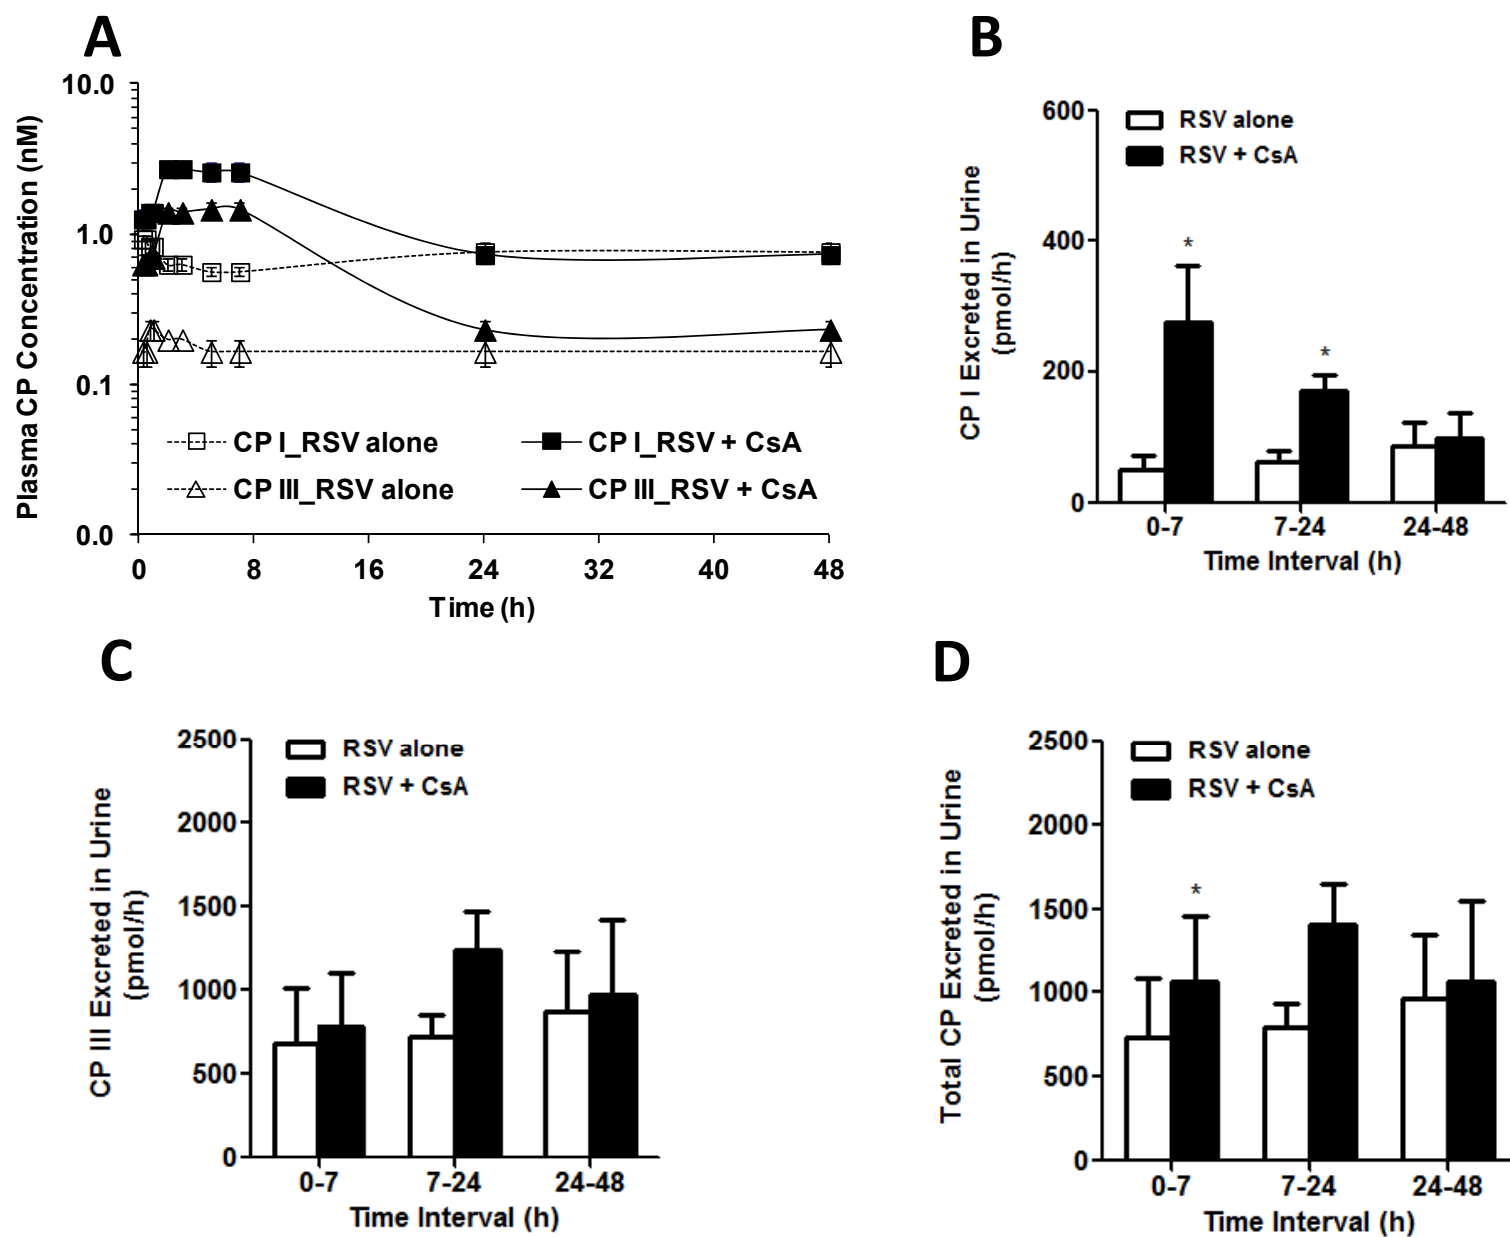 A
10.0
1.0
0.1
0.0
Plasma CP Concentration (nM)
CP I_RSV alone
CP I_RSV + CsA
CP III_RSV alone
CP III_RSV + CsA
0 8 16 24 32 40 48
Time (h)
B
600
400
200
0
CP I Excreted in Urine
(pmol/h)
RSV alone
RSV + CsA
*
*
0-7 7-24 24-48
Time Interval (h)
C
2500
2000
1500
1000
500
0
CP III Excreted in Urine
(pmol/h)
RSV alone
RSV + CsA
0-7 7-24 24-48
Time Interval (h)
D
2500
2000
1500
1000
500
0
Total CP Excreted in Urine
(pmol/h)
RSV alone
RSV + CsA
*
0-7 7-24 24-48
Time Interval (h)